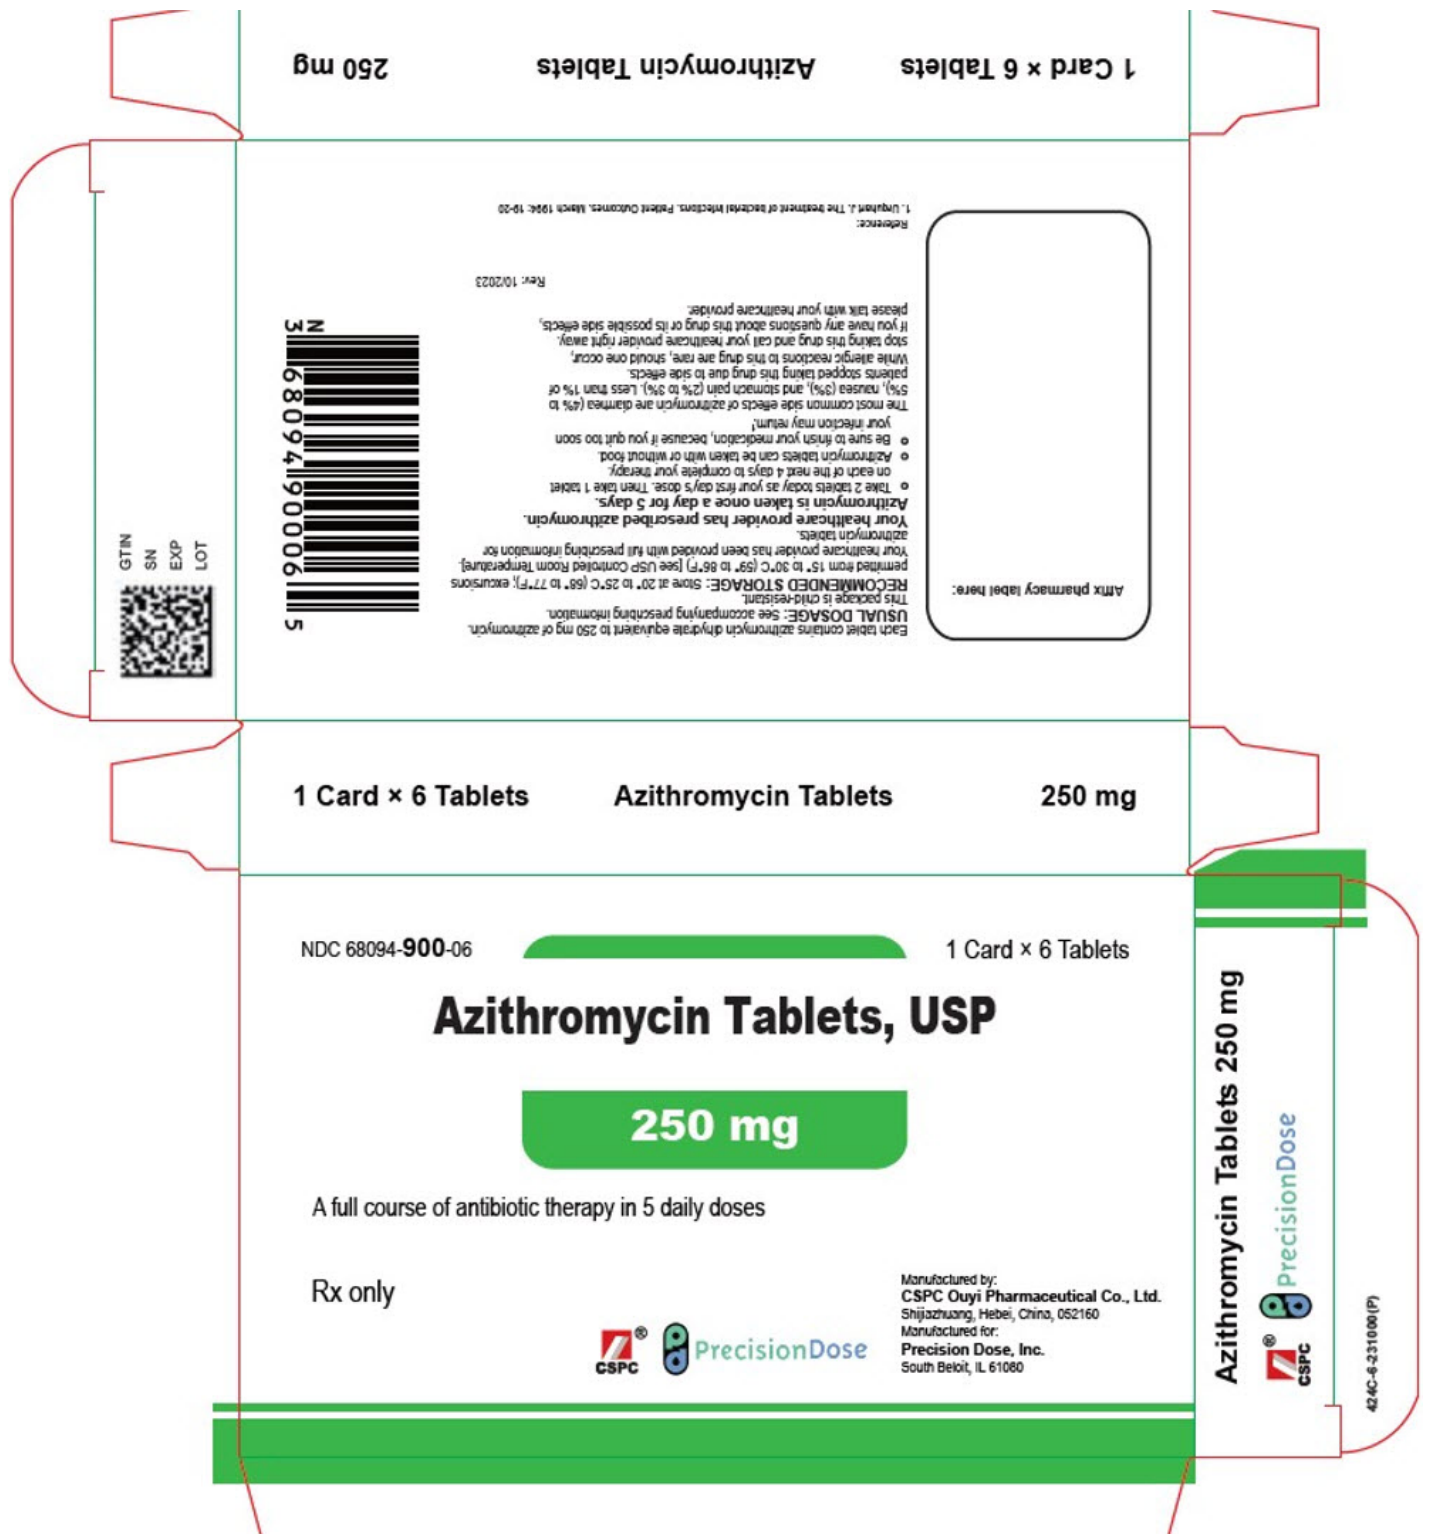 1 Card × 6 Tablets Azithromycin Tablets 250 mg
Each tablet contains azithromycin dihydrate equivalent to 250 mg of azithromycin.
USUAL DOSAGE: See accompanying prescribing information.
This package is child-resistant.
RECOMMENDED STORAGE: Store at 20° to 25°C (68° to 77°F); excursions
permitted from 15° to 30°C (59° to 86°F) [see USP Controlled Room Temperature].
Your healthcare provider has been provided with full prescribing information for
azithromycin tablets.
Your healthcare provider has prescribed azithromycin.
Azithromycin is taken once a day for 5 days.
Take 2 tablets today as your first day's dose. Then take 1 tablet
on each of the next 4 days to complete your therapy.
Azithromycin tablets can be taken with or without food.
Be sure to finish your medication, because if you quit too soon
your infection may return.¹
The most common side effects of azithromycin are diarrhea (4% to
5%), nausea (3%), and stomach pain (2% to 3%). Less than 1% of
patients stopped taking this drug due to side effects.
While allergic reactions to this drug are rare, should one occur,
stop taking this drug and call your healthcare provider right away.
If you have any questions about this drug or its possible side effects,
please talk with your healthcare provider.
Rev: 10/2023
Reference:
1. Urquhart J. The treatment of bacterial infections. Patient Outcomes. March 1994: 19-20
Affix pharmacy label here:
N
3 68094 90006 5
GTIN
SN
EXP
LOT
1 Card × 6 Tablets Azithromycin Tablets 250 mg
NDC 68094-900-06
1 Card × 6 Tablets
Azithromycin Tablets, USP
250 mg
A full course of antibiotic therapy in 5 daily doses
Rx only
CSPC®
PrecisionDose
Manufactured by:
CSPC Ouyi Pharmaceutical Co., Ltd.
Shijiazhuang, Hebei, China, 052160
Manufactured for:
Precision Dose, Inc.
South Beloit, IL 61080
Azithromycin Tablets 250 mg
CSPC®
PrecisionDose
424C-6-231000(P)